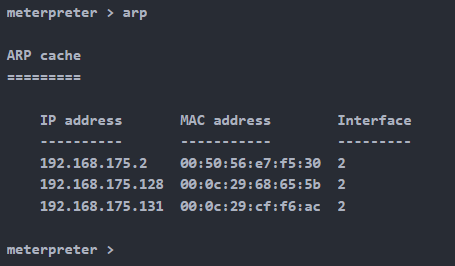 meterpreter > arp
ARP cache
=========
IP address MAC address Interface
---------- ----------- ---------
192.168.175.2 00:50:56:e7:f5:30 2
192.168.175.128 00:0c:29:68:65:5b 2
192.168.175.131 00:0c:29:cf:f6:ac 2
meterpreter >